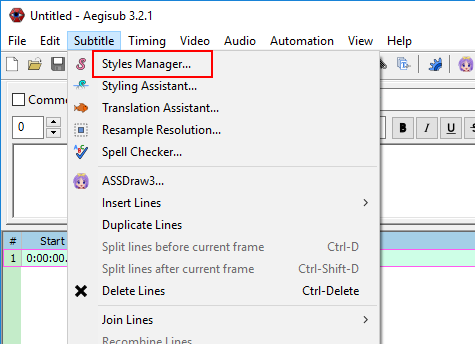 Untitled - Aegisub 3.2.1
File Edit Subtitle Timing Video Audio Automation View Help
Styles Manager...
Styling Assistant...
Translation Assistant...
Resample Resolution...
Spell Checker...
ASSDraw3...
Insert Lines
Duplicate Lines
Split lines before current frame Ctrl-D
Split lines after current frame Ctrl-Shift-D
Delete Lines Ctrl-Delete
Join Lines
Recombine Lines
Comme
0 B I S
# Start
1 0:00:00.